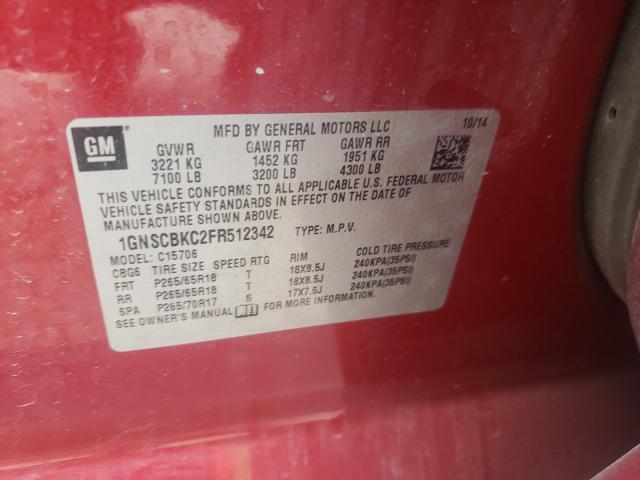 GM
MFD BY GENERAL MOTORS LLC 10/14
GVWR GAWR FRT GAWR RR
3221 KG 1452 KG 1951 KG
7100 LB 3200 LB 4300 LB
THIS VEHICLE CONFORMS TO ALL APPLICABLE U.S. FEDERAL MOTOR
VEHICLE SAFETY STANDARDS IN EFFECT ON THE DATE OF
MANUFACTURE SHOWN ABOVE.
1GNSCBKC2FR512342 TYPE: M.P.V.
MODEL: C15706
CBG6 TIRE SIZE SPEED RTG RIM COLD TIRE PRESSURE
FRT P265/65R18 T 18X8.5J 240KPA(35PSI)
RR P265/65R18 T 18X8.5J 240KPA(35PSI)
SPA P265/70R17 S 17X7.5J 240KPA(35PSI)
SEE OWNER'S MANUAL FOR MORE INFORMATION.